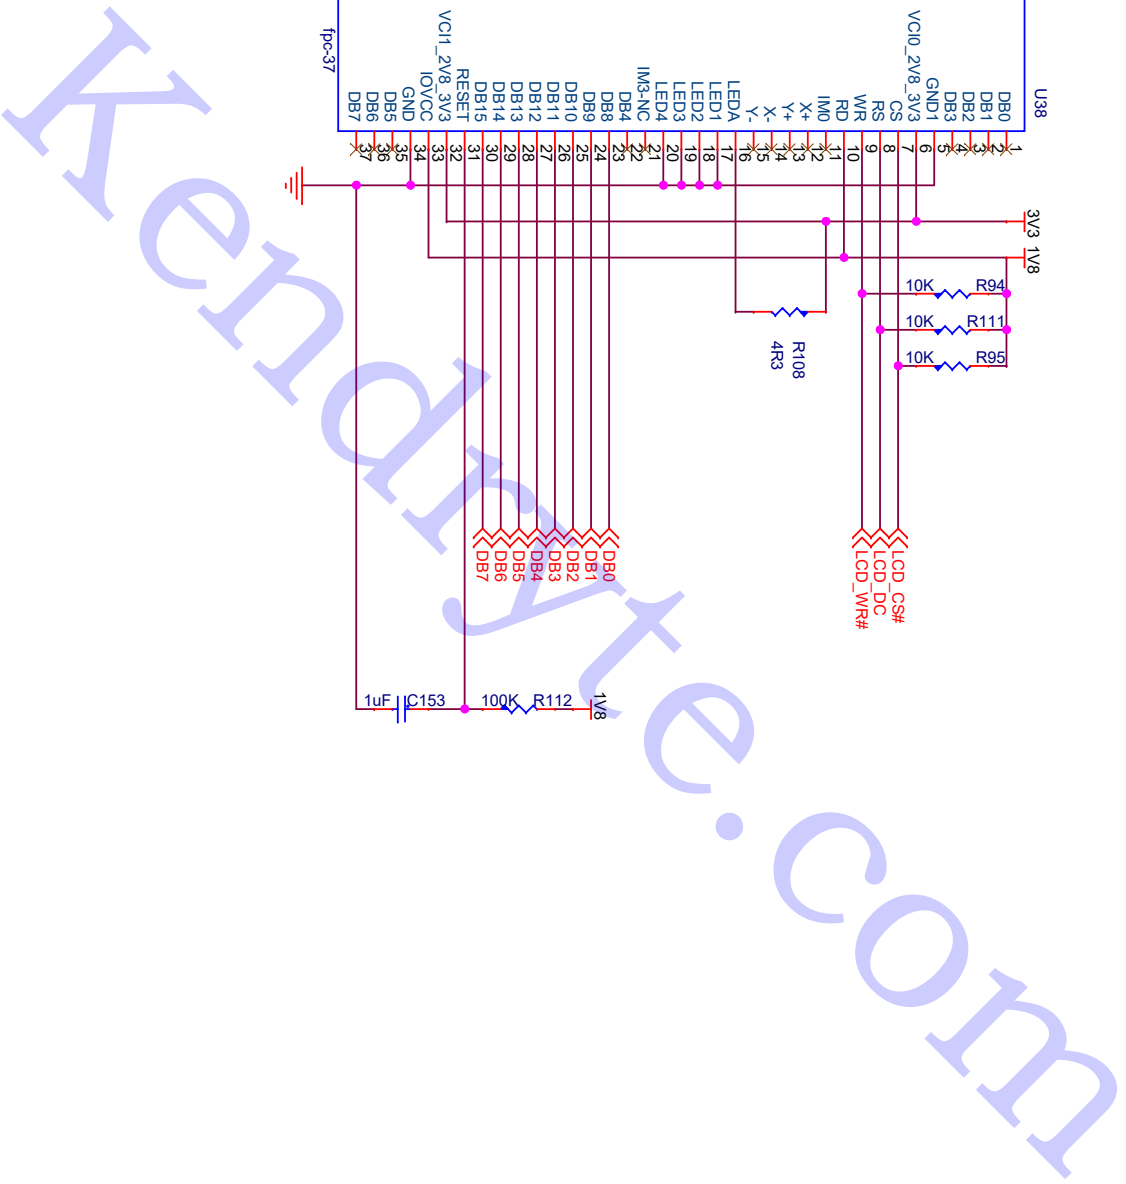 U38
DB0 1
DB1 2
DB2 3
DB3 4
GND1 5
VCI0_2V8_3V3 6
CS 7
RS 8
WR 9
RD 10
IM0 11
X+ 12
Y+ 13
X- 14
Y- 15
LEDA 16
LED1 17
LED2 18
LED3 19
LED4 20
IM3-NC 21
DB4 22
DB8 23
DB9 24
DB10 25
DB11 26
DB12 27
DB13 28
DB14 29
DB15 30
RESET 31
VCI1_2V8_3V3 32
IOVCC 33
GND 34
DB5 35
DB6 36
DB7 37
fpc-37
3V3
1V8
10K R94
10K R111
10K R95
R108
4R3
LCD_CS#
LCD_DC
LCD_WR#
DB0
DB1
DB2
DB3
DB4
DB5
DB6
DB7
1V8
1uF C153
100K R112
Kendryte.com